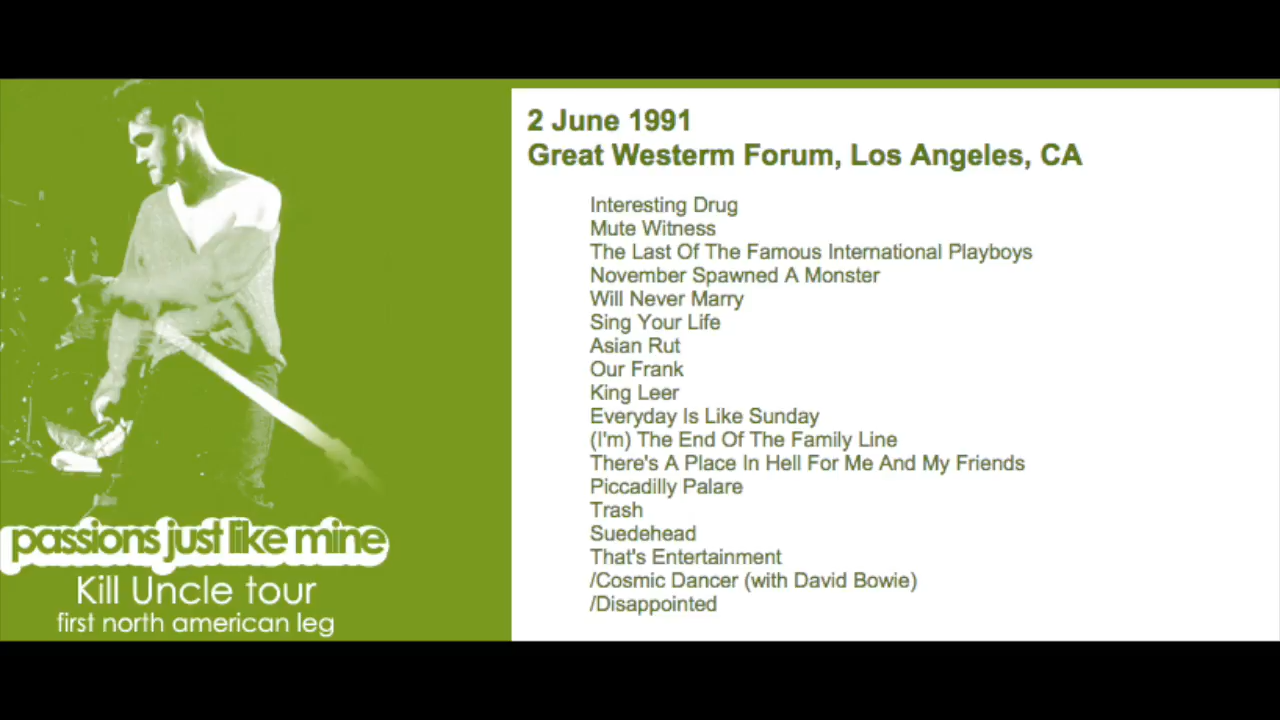 2 June 1991
Great Westerm Forum, Los Angeles, CA
Interesting Drug
Mute Witness
The Last Of The Famous International Playboys
November Spawned A Monster
Will Never Marry
Sing Your Life
Asian Rut
Our Frank
King Leer
Everyday Is Like Sunday
(I'm) The End Of The Family Line
There's A Place In Hell For Me And My Friends
Piccadilly Palare
Trash
Suedehead
That's Entertainment
/Cosmic Dancer (with David Bowie)
/Disappointed
passions just like mine
Kill Uncle tour
first north american leg